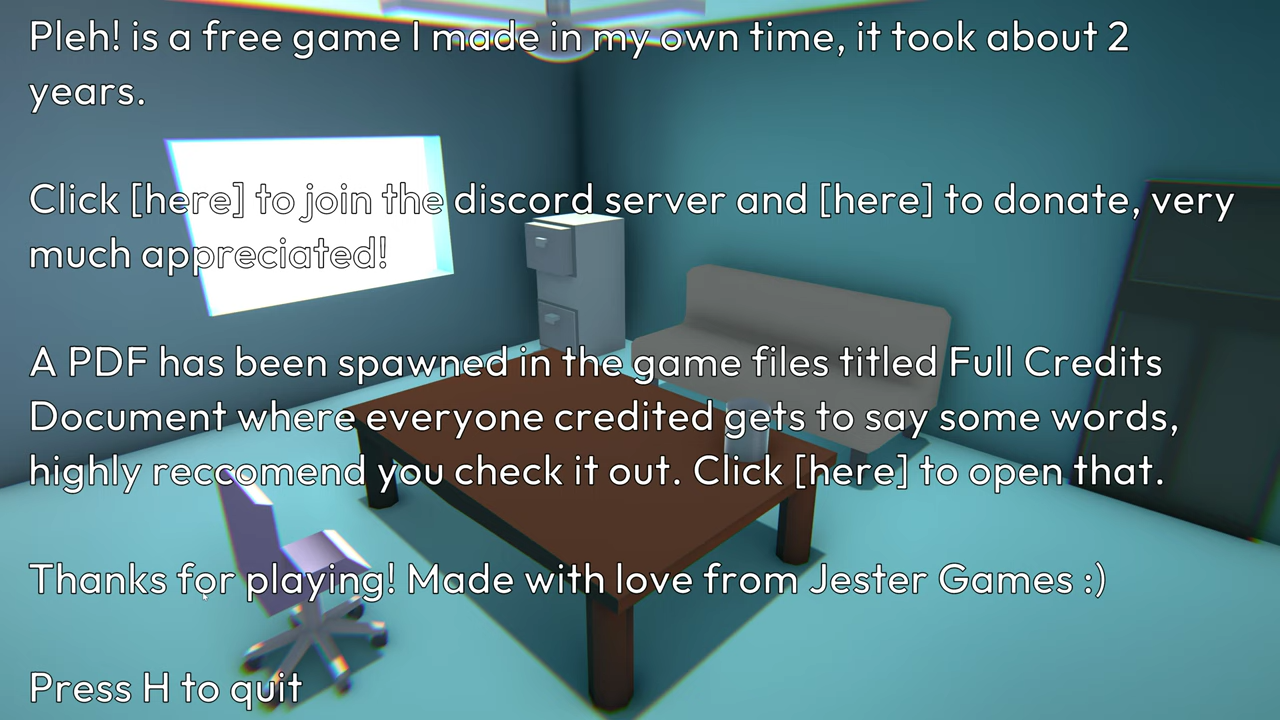 Pleh! is a free game I made in my own time, it took about 2
years.
Click [here] to join the discord server and [here] to donate, very
much appreciated!
A PDF has been spawned in the game files titled Full Credits
Document where everyone credited gets to say some words,
highly reccomend you check it out. Click [here] to open that.
Thanks for playing! Made with love from Jester Games :)
Press H to quit